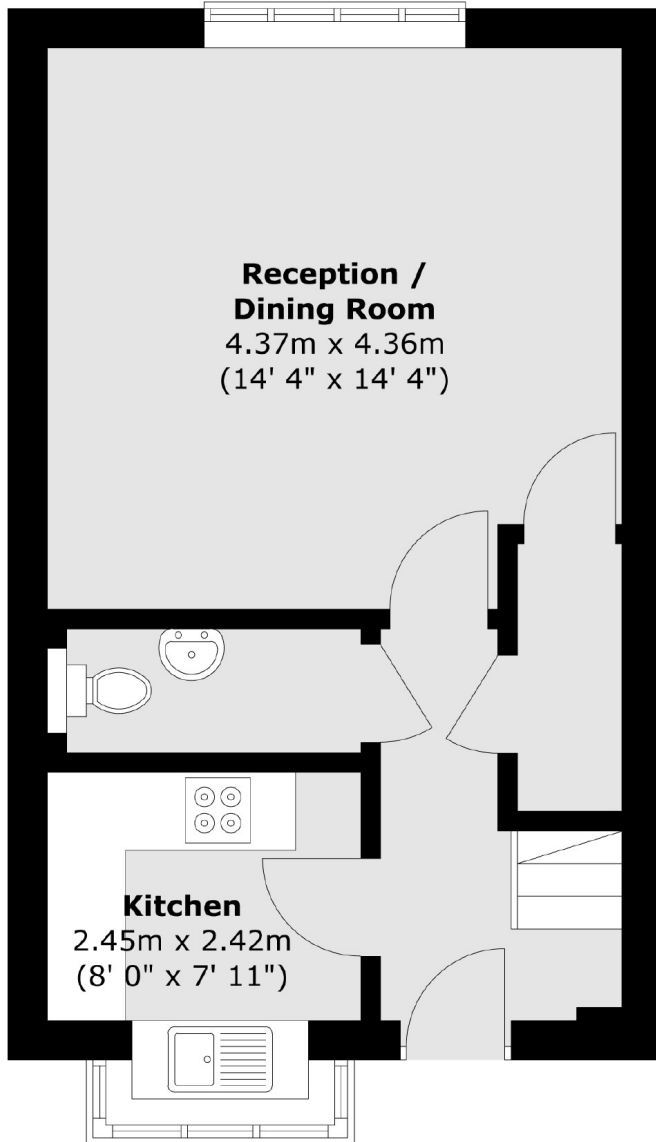 Reception /
Dining Room
4.37m x 4.36m
(14' 4" x 14' 4")
Kitchen
2.45m x 2.42m
(8' 0" x 7' 11")